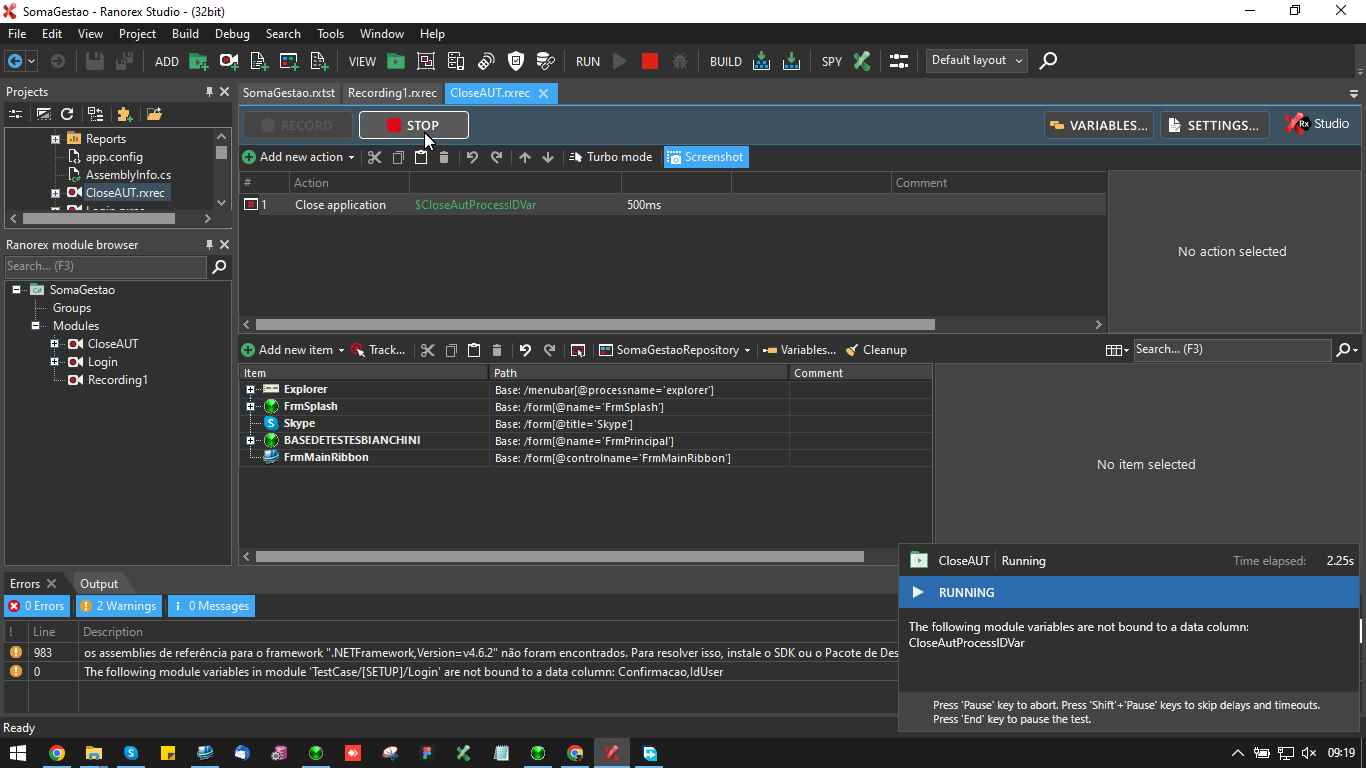 SomaGestao - Ranorex Studio - (32bit)
File Edit View Project Build Debug Search Tools Window Help
ADD VIEW RUN BUILD SPY Default layout
Projects
SomaGestao.rxtst Recording1.rxrec CloseAUT.rxrec
RECORD STOP VARIABLES... SETTINGS... Rx Studio
Reports
app.config
AssemblyInfo.cs
CloseAUT.rxrec
Login.rxrec
Add new action Turbo mode Screenshot
# Action Comment
1 Close application $CloseAutProcessIDVar 500ms
No action selected
Ranorex module browser
Search... (F3)
SomaGestao
Groups
Modules
CloseAUT
Login
Recording1
Add new item Track... SomaGestaoRepository Variables... Cleanup Search... (F3)
Item Path Comment
Explorer Base: /menubar[@processname='explorer']
FrmSplash Base: /form[@name='FrmSplash']
Skype Base: /form[@title='Skype']
BASEDETESTESBIANCHINI Base: /form[@name='FrmPrincipal']
FrmMainRibbon Base: /form[@controlname='FrmMainRibbon']
No item selected
Errors Output
0 Errors 2 Warnings 0 Messages
! Line Description
983 os assemblies de referência para o framework ".NETFramework,Version=v4.6.2" não foram encontrados. Para resolver isso, instale o SDK ou o Pacote de Des
0 The following module variables in module 'TestCase/[SETUP]/Login' are not bound to a data column: Confirmacao,IdUser
CloseAUT Running Time elapsed: 2.25s
RUNNING
The following module variables are not bound to a data column:
CloseAutProcessIDVar
Press 'Pause' key to abort. Press 'Shift'+'Pause' keys to skip delays and timeouts.
Press 'End' key to pause the test.
Ready
09:19